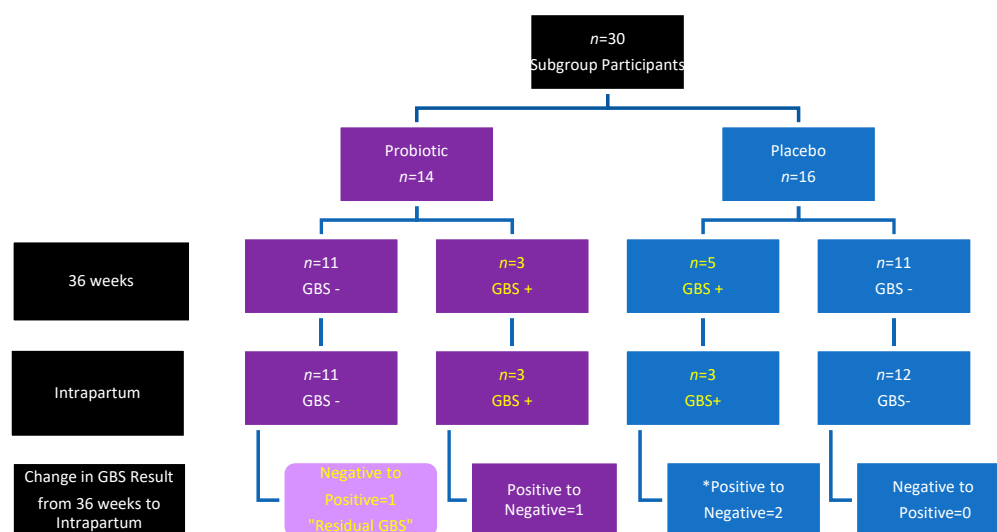 n=30
Subgroup Participants
Probiotic
n=14
Placebo
n=16
36 weeks
n=11
GBS -
n=3
GBS +
n=5
GBS +
n=11
GBS -
Intrapartum
n=11
GBS -
n=3
GBS +
n=3
GBS+
n=12
GBS-
Change in GBS Result
from 36 weeks to
Intrapartum
Negative to
Positive=1
"Residual GBS"
Positive to
Negative=1
*Positive to
Negative=2
Negative to
Positive=0